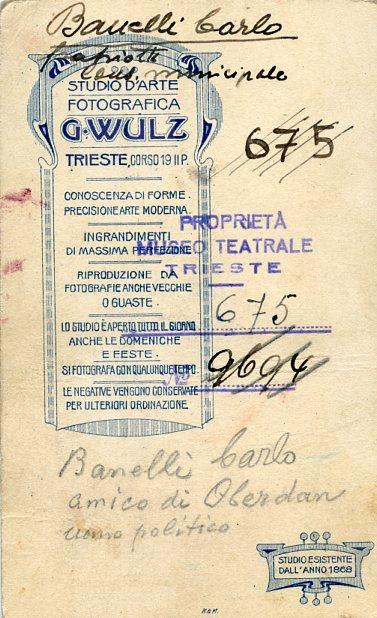 Banelli Carlo
municipale
STUDIO D'ARTE
FOTOGRAFICA
G. WULZ
TRIESTE, CORSO 19 II P.
675
CONOSCENZA DI FORME.
PRECISIONE ARTE MODERNA.
PROPRIETÀ
MUSEO TEATRALE
TRIESTE
INGRANDIMENTI
DI MASSIMA PERFEZIONE
RIPRODUZIONE DA
FOTOGRAFIE ANCHE VECCHIE
O GUASTE.
675
LO STUDIO È APERTO TUTTO IL GIORNO
ANCHE LE DOMENICHE
E FESTE.
SI FOTOGRAFA CON QUALUNQUE TEMPO.
No 9694
LE NEGATIVE VENGONO CONSERVATE
PER ULTERIORI ORDINAZIONE.
Banelli Carlo
amico di Oberdan
uomo politico
STUDIO ESISTENTE
DALL'ANNO 1868